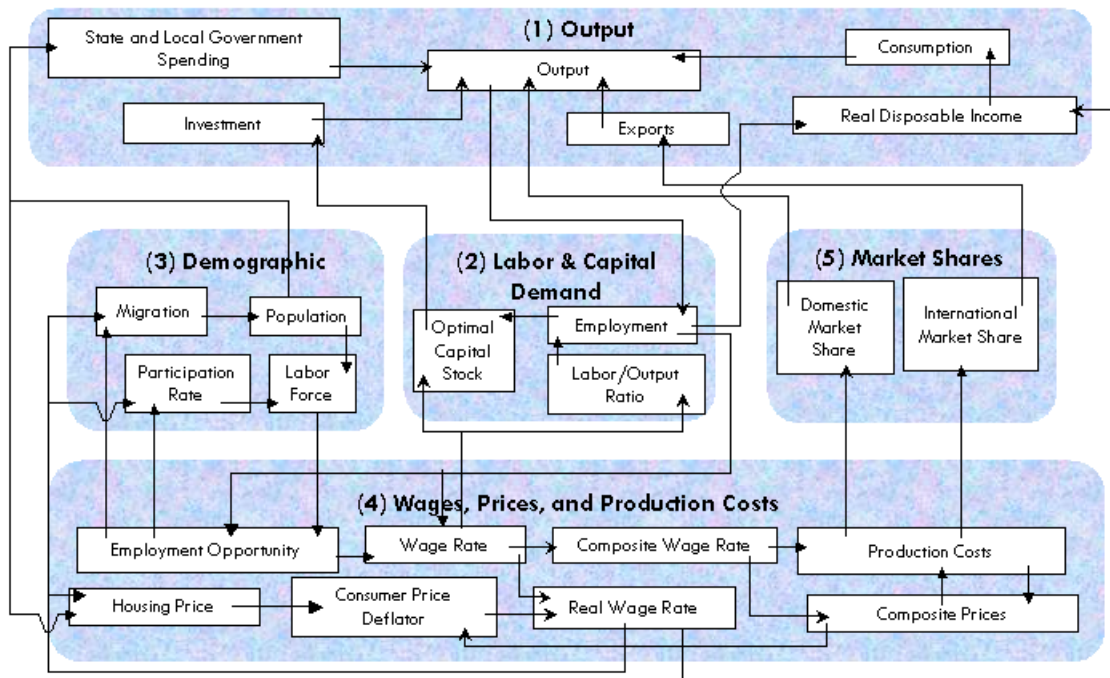 (1) Output
State and Local Government
Spending
Output
Consumption
Investment
Exports
Real Disposable Income
(3) Demographic
Migration
Population
Participation
Rate
Labor
Force
(2) Labor & Capital
Demand
Optimal
Capital
Stock
Employment
Labor/Output
Ratio
(5) Market Shares
Domestic
Market
Share
International
Market Share
(4) Wages, Prices, and Production Costs
Employment Opportunity
Wage Rate
Composite Wage Rate
Production Costs
Housing Price
Consumer Price
Deflator
Real Wage Rate
Composite Prices